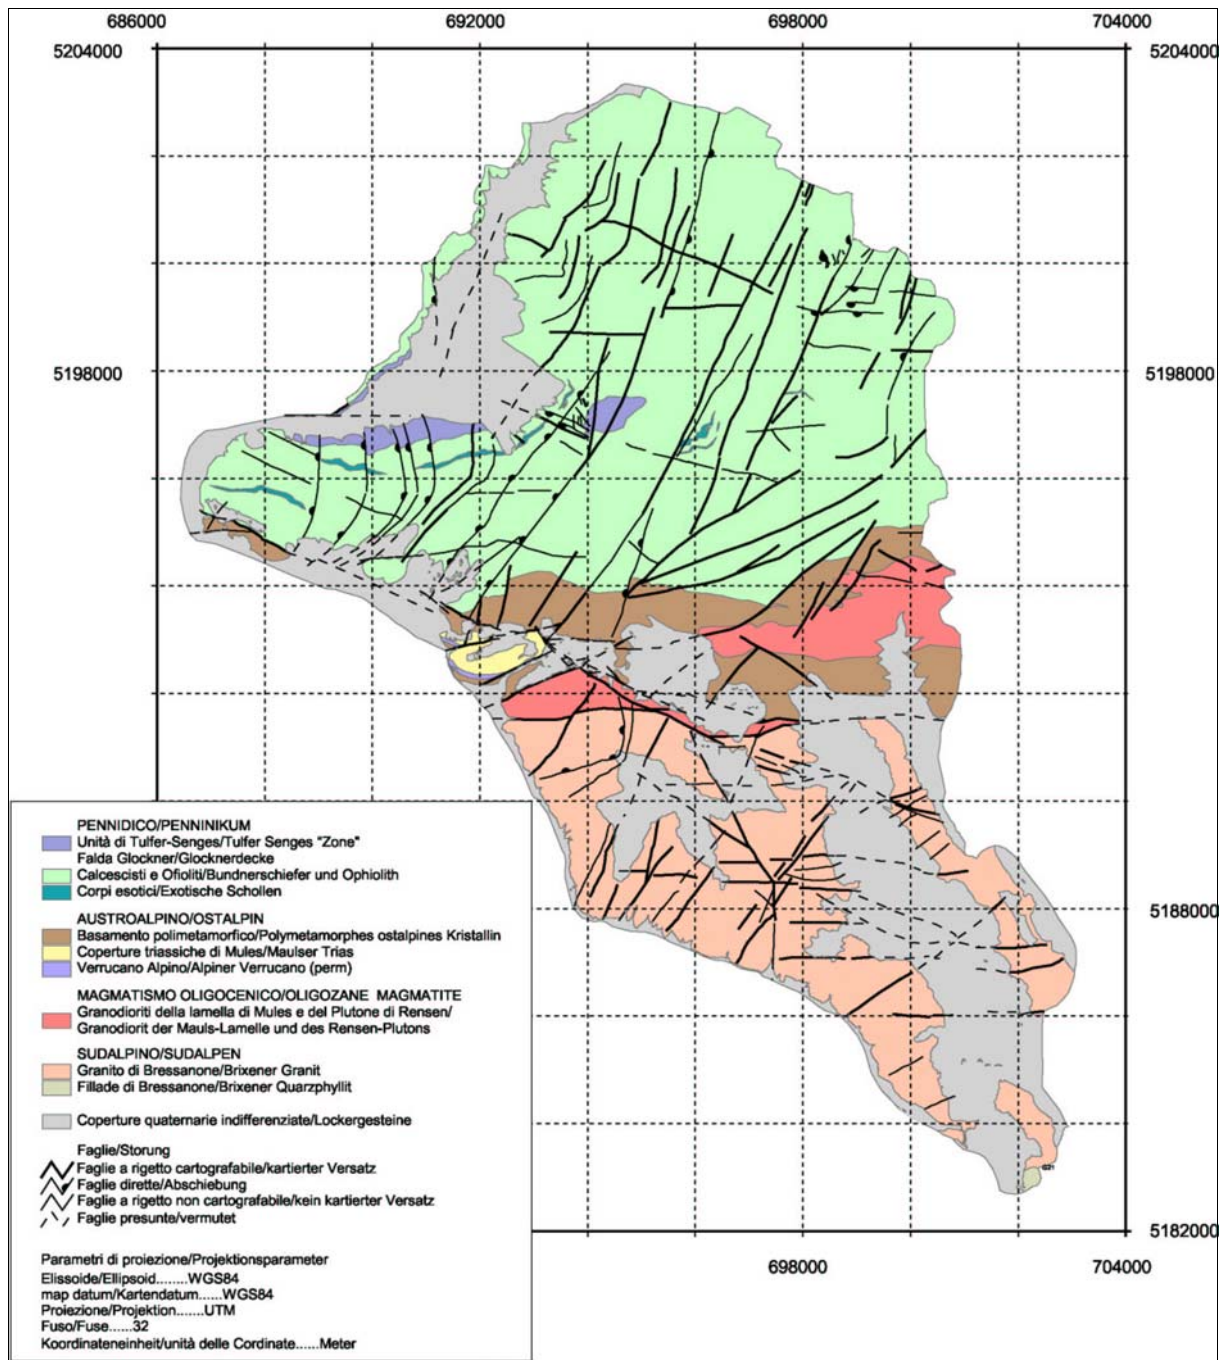 686000 692000 698000 704000
5204000 5204000
5198000 5198000
PENNIDICO/PENNINIKUM
Unità di Tulfer-Senges/Tulfer Senges "Zone"
Falda Glockner/Glocknerdecke
Calcescisti e Ofioliti/Bundnerschiefer und Ophiolith
Corpi esotici/Exotische Schollen
AUSTROALPINO/OSTALPIN
Basamento polimetamorfico/Polymetamorphes ostalpines Kristallin
Coperture triassiche di Mules/Maulser Trias
Verrucano Alpino/Alpiner Verrucano (perm)
MAGMATISMO OLIGOCENICO/OLIGOZANE MAGMATITE
Granodioriti della lamella di Mules e del Plutone di Rensen/
Granodiorit der Mauls-Lamelle und des Rensen-Plutons
SUDALPINO/SUDALPEN
Granito di Bressanone/Brixener Granit
Fillade di Bressanone/Brixener Quarzphyllit
Coperture quaternarie indifferenziate/Lockergesteine
Faglie/Storung
Faglie a rigetto cartografabile/kartierter Versatz
Faglie dirette/Abschiebung
Faglie a rigetto non cartografabile/kein kartierter Versatz
Faglie presunte/vermutet
Parametri di proiezione/Projektionsparameter
Elissoide/Ellipsoid........WGS84
map datum/Kartendatum......WGS84
Proiezione/Projektion.......UTM
Fuso/Fuse......32
Koordinateneinheit/unità delle Cordinate......Meter
5188000
G21
5182000
698000 704000